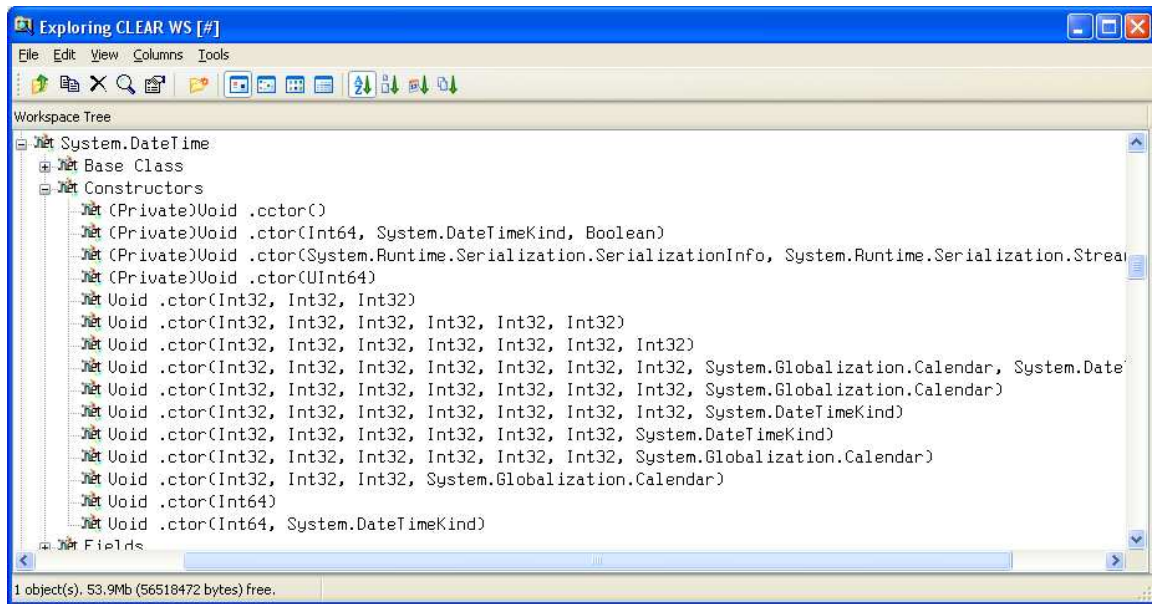 Exploring CLEAR WS [#]
File Edit View Columns Tools
Workspace Tree
System.DateTime
Base Class
Constructors
(Private)Void .cctor()
(Private)Void .ctor(Int64, System.DateTimeKind, Boolean)
(Private)Void .ctor(System.Runtime.Serialization.SerializationInfo, System.Runtime.Serialization.Strea
(Private)Void .ctor(UInt64)
Void .ctor(Int32, Int32, Int32)
Void .ctor(Int32, Int32, Int32, Int32, Int32, Int32)
Void .ctor(Int32, Int32, Int32, Int32, Int32, Int32, Int32)
Void .ctor(Int32, Int32, Int32, Int32, Int32, Int32, Int32, System.Globalization.Calendar, System.Date
Void .ctor(Int32, Int32, Int32, Int32, Int32, Int32, Int32, System.Globalization.Calendar)
Void .ctor(Int32, Int32, Int32, Int32, Int32, Int32, Int32, System.DateTimeKind)
Void .ctor(Int32, Int32, Int32, Int32, Int32, Int32, System.DateTimeKind)
Void .ctor(Int32, Int32, Int32, Int32, Int32, Int32, System.Globalization.Calendar)
Void .ctor(Int32, Int32, Int32, System.Globalization.Calendar)
Void .ctor(Int64)
Void .ctor(Int64, System.DateTimeKind)
Fields
1 object(s). 53.9Mb (56518472 bytes) free.